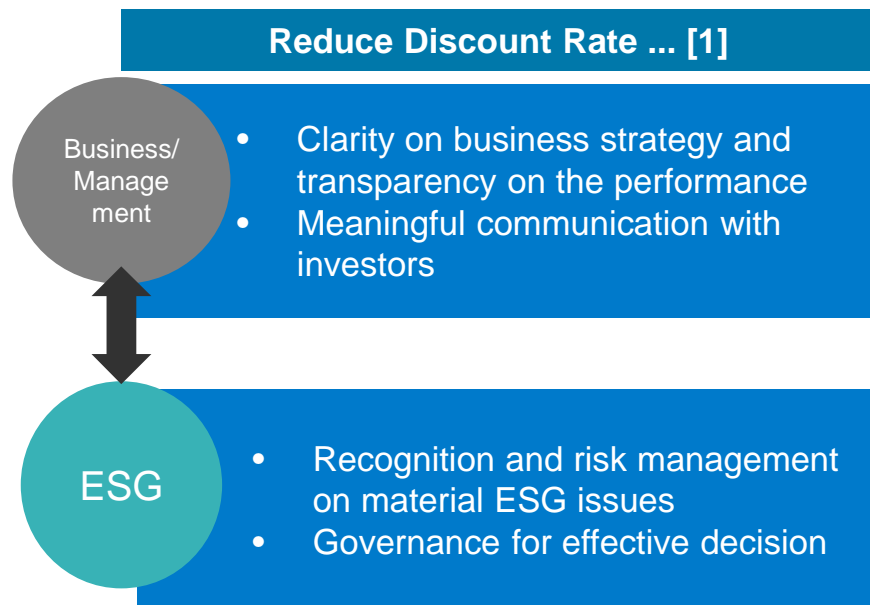 Reduce Discount Rate ... [1]
Business/
Manage
ment
• Clarity on business strategy and
transparency on the performance
• Meaningful communication with
investors
ESG
• Recognition and risk management
on material ESG issues
• Governance for effective decision